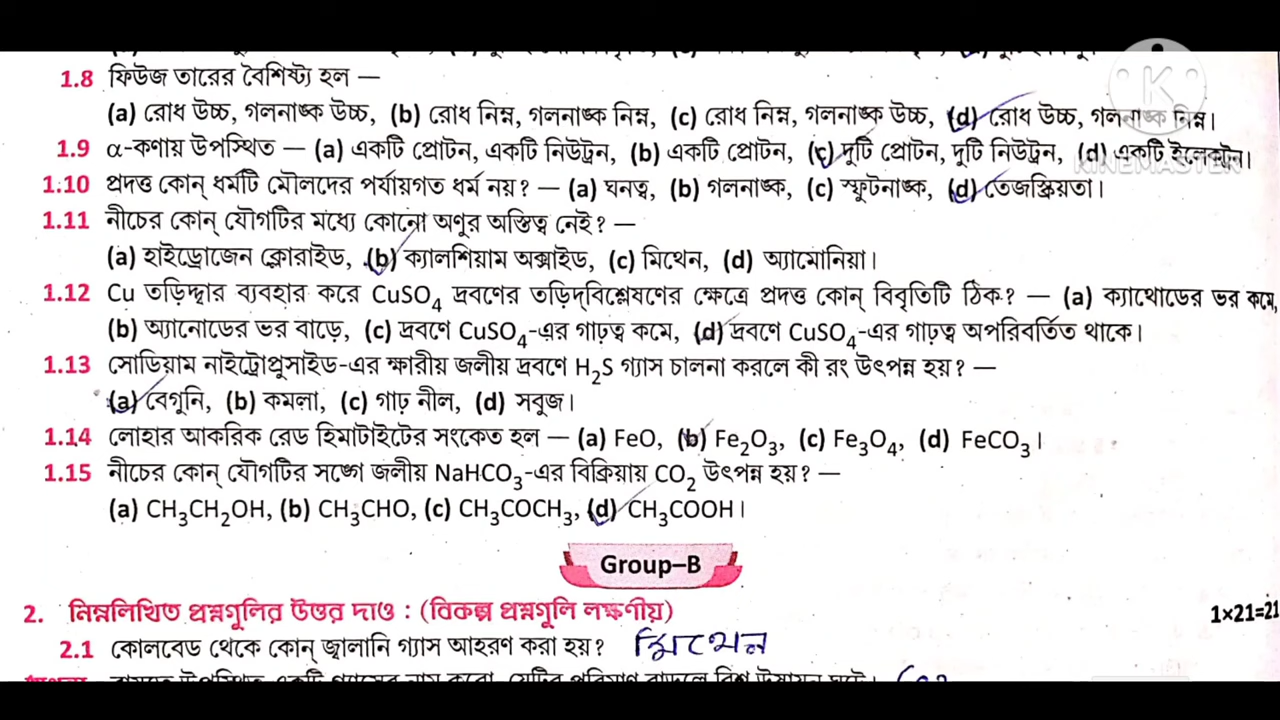 1.8 ফিউজ তারের বৈশিষ্ট্য হল —
(a) রোধ উচ্চ, গলনাঙ্ক উচ্চ, (b) রোধ নিম্ন, গলনাঙ্ক নিম্ন, (c) রোধ নিম্ন, গলনাঙ্ক উচ্চ, (d) রোধ উচ্চ, গলনাঙ্ক নিম্ন।
K
KINEMASTER
1.9 α-কণায় উপস্থিত — (a) একটি প্রোটন, একটি নিউট্রন, (b) একটি প্রোটন, (c) দুটি প্রোটন, দুটি নিউট্রন, (d) একটি ইলেকট্রন।
1.10 প্রদত্ত কোন্ ধর্মটি মৌলদের পর্যায়গত ধর্ম নয়? — (a) ঘনত্ব, (b) গলনাঙ্ক, (c) স্ফুটনাঙ্ক, (d) তেজস্ক্রিয়তা।
1.11 নীচের কোন্ যৌগটির মধ্যে কোনো অণুর অস্তিত্ব নেই? —
(a) হাইড্রোজেন ক্লোরাইড, (b) ক্যালশিয়াম অক্সাইড, (c) মিথেন, (d) অ্যামোনিয়া।
1.12 Cu তড়িদ্দ্বার ব্যবহার করে CuSO₄ দ্রবণের তড়িদ্‌বিশ্লেষণের ক্ষেত্রে প্রদত্ত কোন্ বিবৃতিটি ঠিক? — (a) ক্যাথোডের ভর কমে,
(b) অ্যানোডের ভর বাড়ে, (c) দ্রবণে CuSO₄-এর গাঢ়ত্ব কমে, (d) দ্রবণে CuSO₄-এর গাঢ়ত্ব অপরিবর্তিত থাকে।
1.13 সোডিয়াম নাইট্রোপ্রুসাইড-এর ক্ষারীয় জলীয় দ্রবণে H₂S গ্যাস চালনা করলে কী রং উৎপন্ন হয়? —
(a) বেগুনি, (b) কমলা, (c) গাঢ় নীল, (d) সবুজ।
1.14 লোহার আকরিক রেড হিমাটাইটের সংকেত হল — (a) FeO, (b) Fe₂O₃, (c) Fe₃O₄, (d) FeCO₃।
1.15 নীচের কোন্ যৌগটির সঙ্গে জলীয় NaHCO₃-এর বিক্রিয়ায় CO₂ উৎপন্ন হয়? —
(a) CH₃CH₂OH, (b) CH₃CHO, (c) CH₃COCH₃, (d) CH₃COOH।
Group–B
2. নিম্নলিখিত প্রশ্নগুলির উত্তর দাও : (বিকল্প প্রশ্নগুলি লক্ষণীয়) 1×21=21
2.1 কোলবেড থেকে কোন্ জ্বালানি গ্যাস আহরণ করা হয়? মিথেন